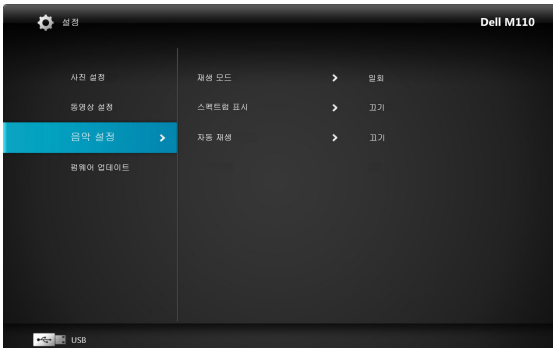 설정
Dell M110
사진 설정
재생 모드
일회
동영상 설정
스펙트럼 표시
끄기
음악 설정
자동 재생
끄기
펌웨어 업데이트
USB